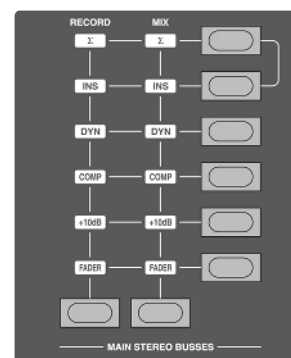 RECORD MIX
Σ Σ
INS INS
DYN DYN
COMP COMP
+10dB +10dB
FADER FADER
MAIN STEREO BUSSES